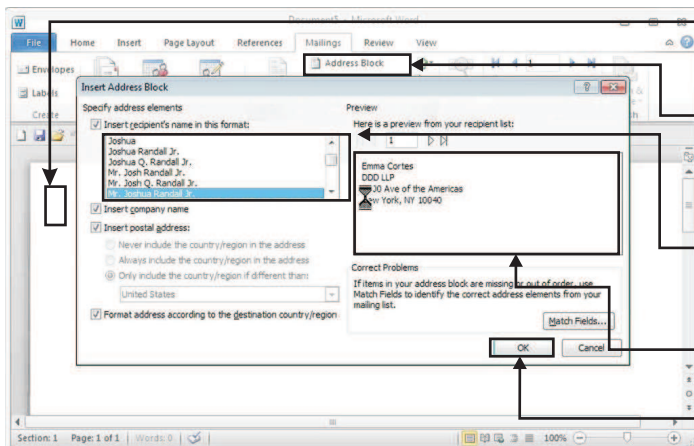 Document5 - Microsoft Word
File Home Insert Page Layout References Mailings Review View
Envelopes
Address Block
1
Labels
Create
Insert Address Block
Specify address elements
Preview
Insert recipient's name in this format:
Here is a preview from your recipient list:
1
Joshua
Joshua Randall Jr.
Joshua Q. Randall Jr.
Mr. Josh Randall Jr.
Mr. Josh Q. Randall Jr.
Mr. Joshua Randall Jr.
Emma Cortes
DDD LLP
Ave of the Americas
York, NY 10040
Insert company name
Insert postal address:
Never include the country/region in the address
Always include the country/region in the address
Only include the country/region if different than:
United States
Format address according to the destination country/region
Correct Problems
If items in your address block are missing or out of order, use
Match Fields to identify the correct address elements from your
mailing list.
Match Fields...
OK Cancel
Section: 1 Page: 1 of 1 Words: 0 100%